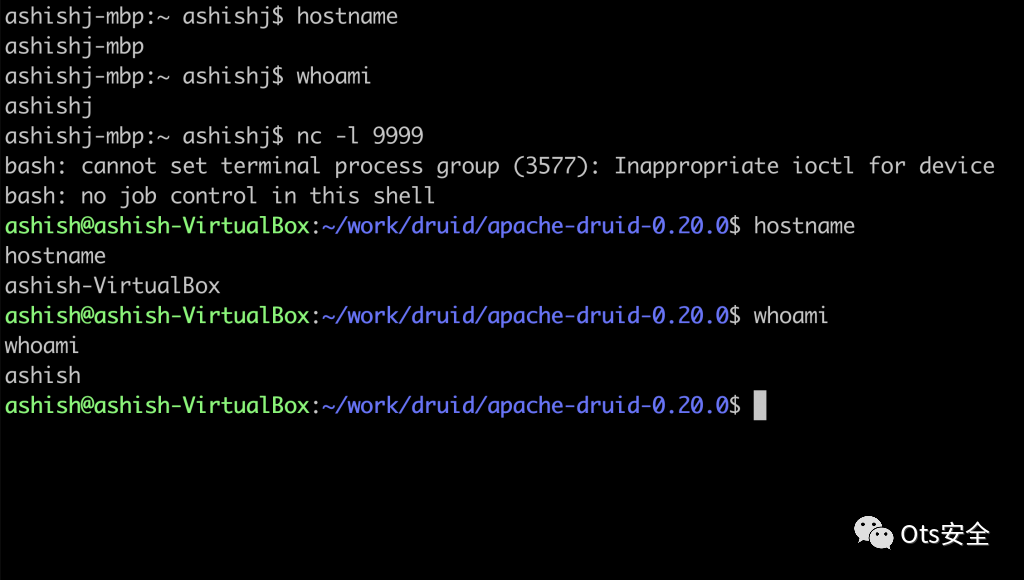 ashishj-mbp:~ ashishj$ hostname
ashishj-mbp
ashishj-mbp:~ ashishj$ whoami
ashishj
ashishj-mbp:~ ashishj$ nc -l 9999
bash: cannot set terminal process group (3577): Inappropriate ioctl for device
bash: no job control in this shell
ashish@ashish-VirtualBox:~/work/druid/apache-druid-0.20.0$ hostname
hostname
ashish-VirtualBox
ashish@ashish-VirtualBox:~/work/druid/apache-druid-0.20.0$ whoami
whoami
ashish
ashish@ashish-VirtualBox:~/work/druid/apache-druid-0.20.0$
Ots安全